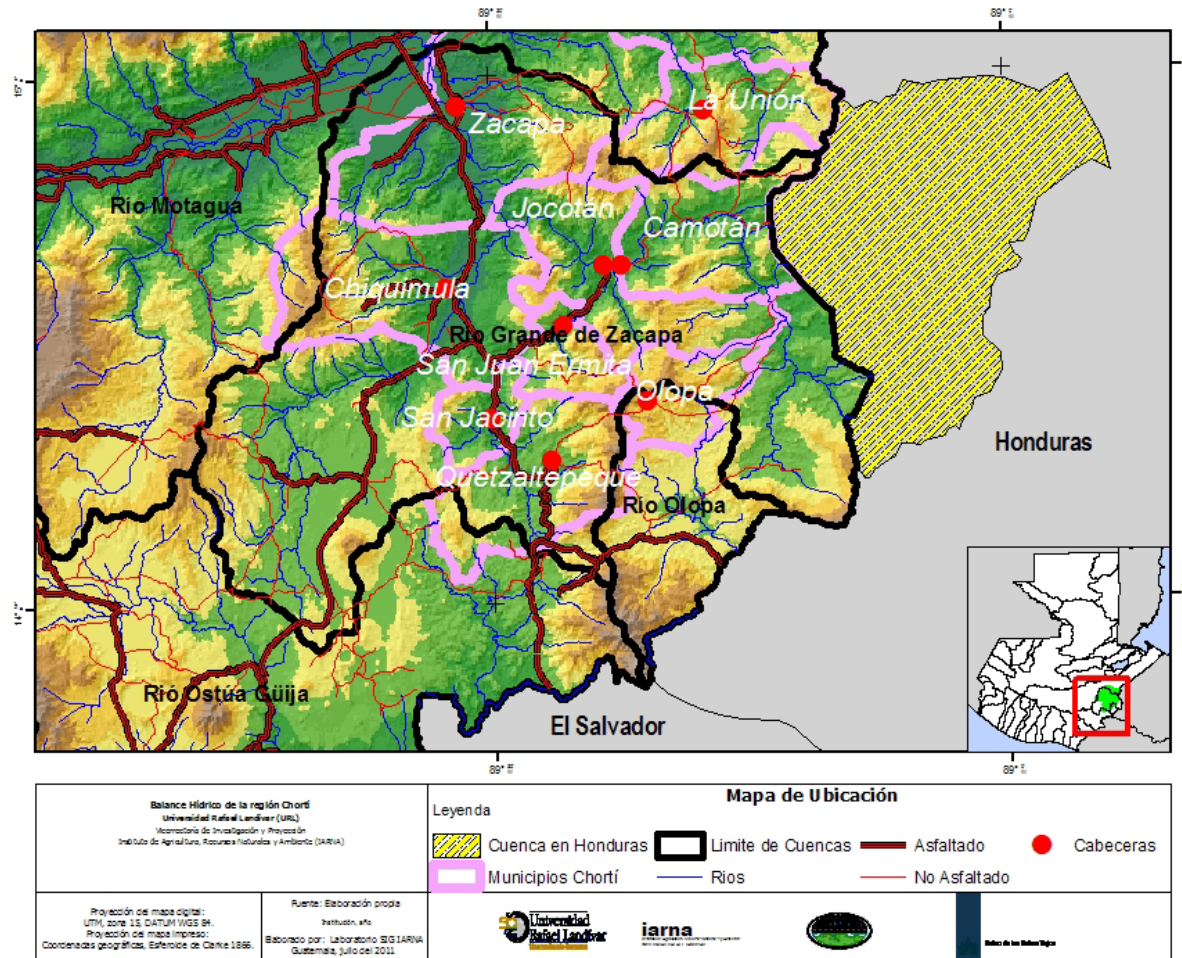 89°
89°
15°
La Unión
Zacapa
Río Motagua
Jocotán
Camotán
Chiquimula
Río Grande de Zacapa
San Juan Ermita
Olopa
San Jacinto
Honduras
Quetzaltepeque
Río Olopa
14°
Rió Ostúa Güija
El Salvador
89°
89°
Balance Hídrico de la región Chortí
Universidad Rafael Landívar (URL)
Vicerrectoría de Investigación y Proyección
Instituto de Agricultura, Recursos Naturales y Ambiente (IARNA)
Mapa de Ubicación
Leyenda
Cuenca en Honduras
Limite de Cuencas
Asfaltado
Cabeceras
Municipios Chortí
Rios
No Asfaltado
Proyección del mapa digital:
UTM, zona 15, DATUM WGS 84.
Proyección del mapa impreso:
Coordenadas geográficas, Esferoide de Clarke 1866.
Fuente: Elaboración propia
Institución, año
Elaborado por: Laboratorio SIG IARNA
Guatemala, julio del 2011
Universidad
Rafael Landívar
iarna